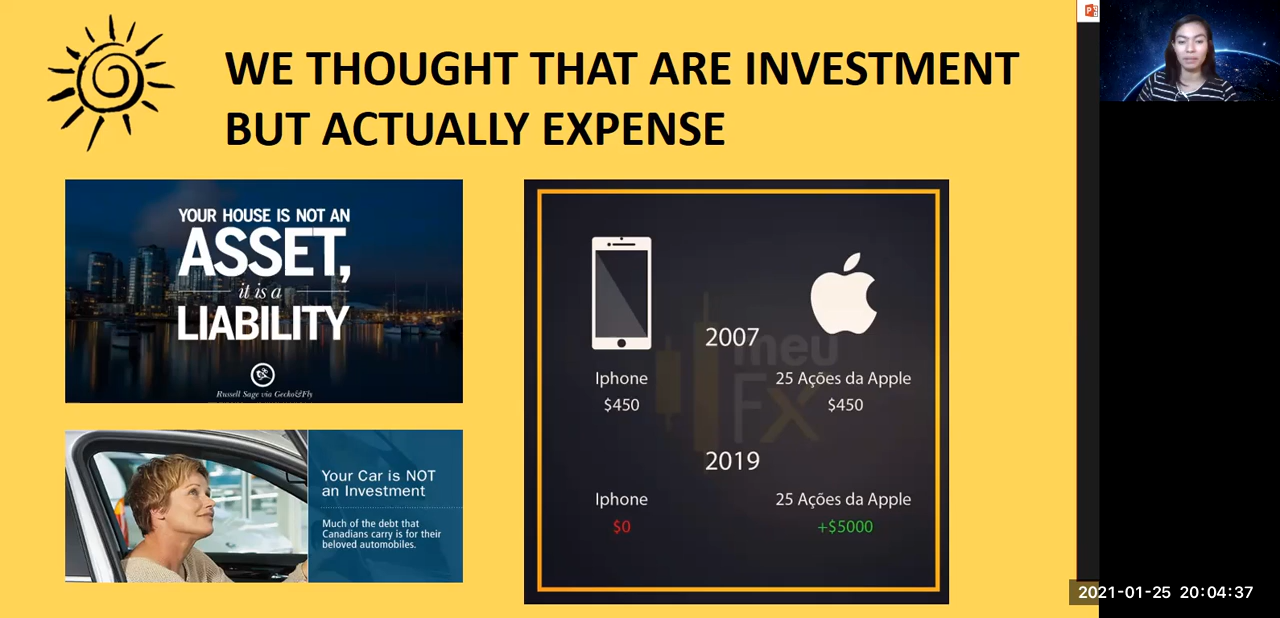 WE THOUGHT THAT ARE INVESTMENT
BUT ACTUALLY EXPENSE
YOUR HOUSE IS NOT AN
ASSET,
it is a
LIABILITY
Russell Sage via Gecko&Fly
Your Car is NOT
an Investment
Much of the debt that
Canadians carry is for their
beloved automobiles.
2007
meu
FX
Iphone
25 Ações da Apple
$450
$450
2019
Iphone
25 Ações da Apple
$0
+$5000
2021-01-25 20:04:37